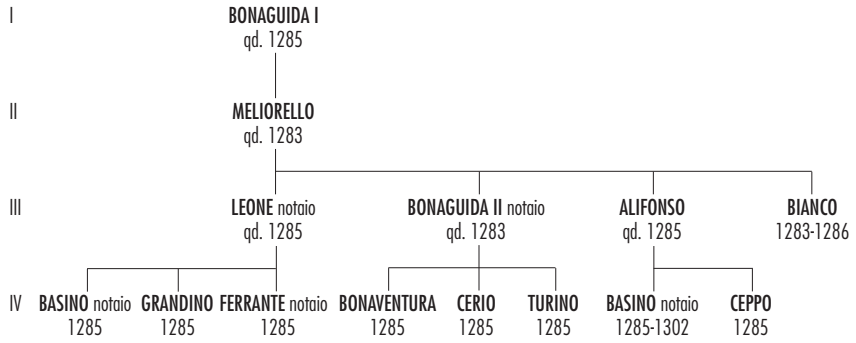 I BONAGUIDA I
qd. 1285
II MELIORELLO
qd. 1283
III LEONE notaio BONAGUIDA II notaio ALIFONSO BIANCO
qd. 1285 qd. 1283 qd. 1285 1283-1286
IV BASINO notaio GRANDINO FERRANTE notaio BONAVENTURA CERIO TURINO BASINO notaio CEPPO
1285 1285 1285 1285 1285 1285 1285-1302 1285